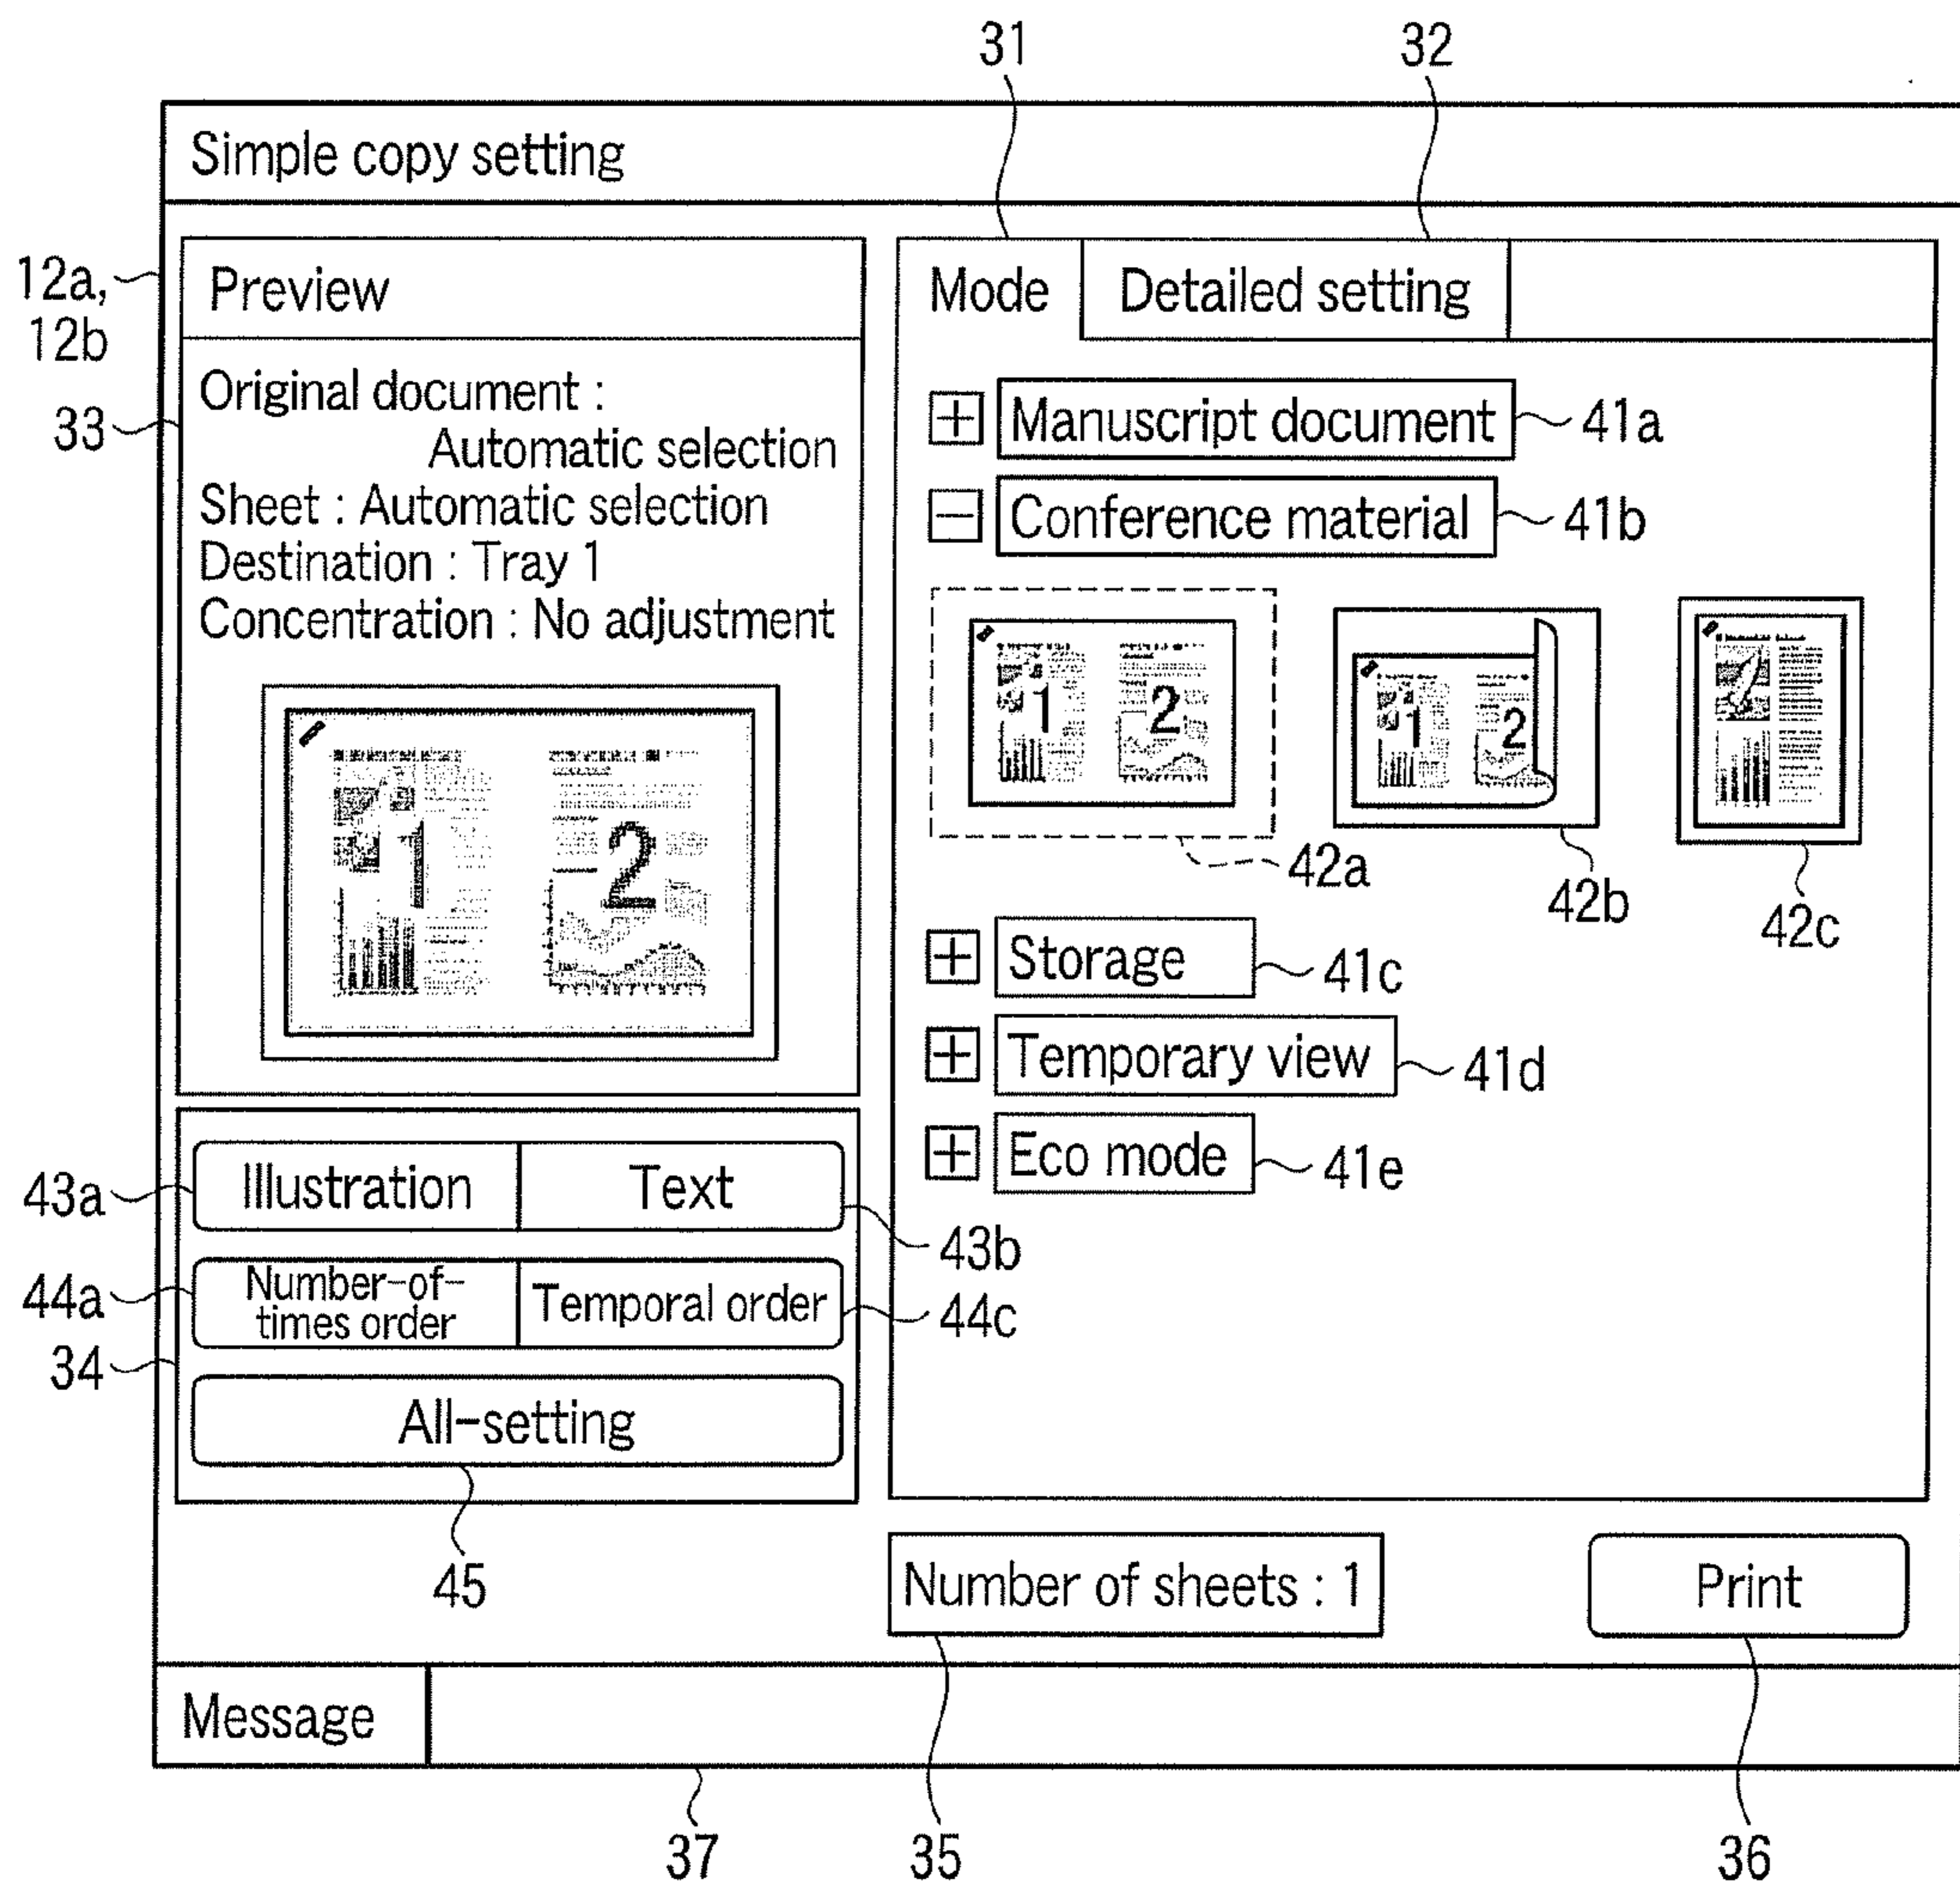 31
32
Simple copy setting
12a,
12b
Preview
Mode
Detailed setting
33
Original document :
Automatic selection
Sheet : Automatic selection
Destination : Tray 1
Concentration : No adjustment
1
2
+ Manuscript document
41a
− Conference material
41b
1 2
42a
1 2
42b
42c
+ Storage
41c
+ Temporary view
41d
+ Eco mode
41e
43a
Illustration
Text
43b
44a
Number-of-
times order
Temporal order
44c
34
All-setting
45
Number of sheets : 1
Print
Message
37
35
36